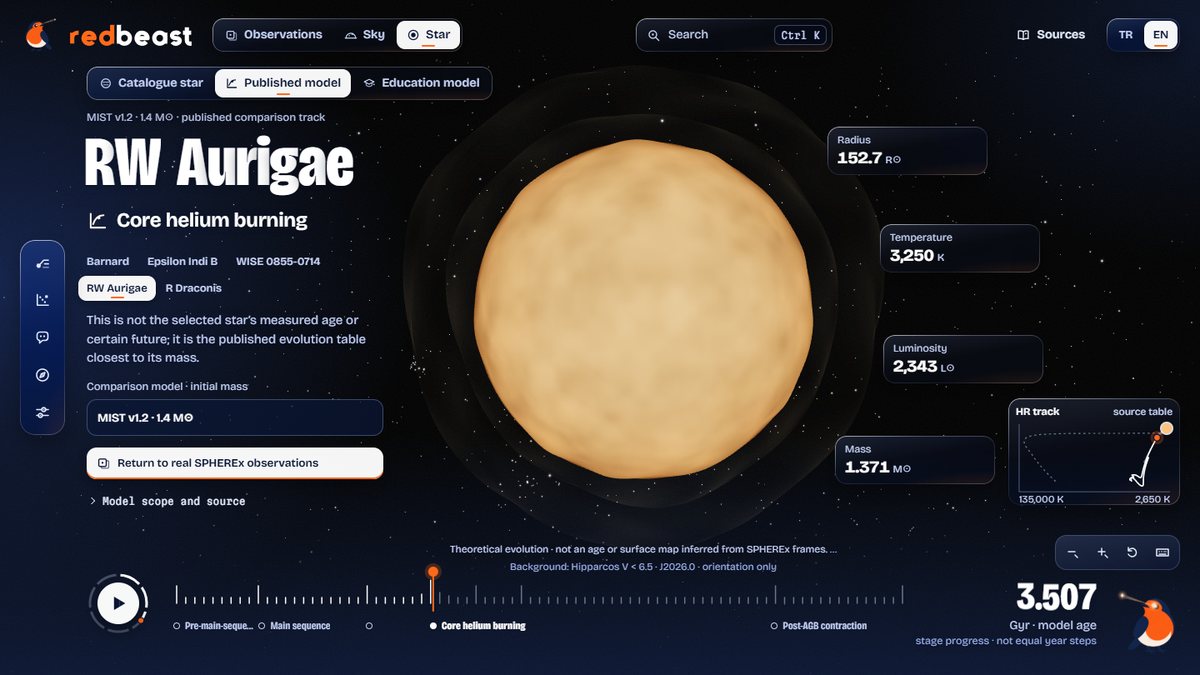 redbeast
Observations
Sky
Star
Search
Ctrl K
Sources
TR
EN
Catalogue star
Published model
Education model
MIST v1.2 · 1.4 M⊙ · published comparison track
RW Aurigae
Core helium burning
Barnard
Epsilon Indi B
WISE 0855-0714
RW Aurigae
R Draconis
This is not the selected star's measured age or
certain future; it is the published evolution table
closest to its mass.
Comparison model · initial mass
MIST v1.2 · 1.4 M⊙
Return to real SPHEREx observations
> Model scope and source
Radius
152.7 R⊙
Temperature
3,250 K
Luminosity
2,343 L⊙
Mass
1.371 M⊙
HR track
source table
135,000 K
2,650 K
Theoretical evolution · not an age or surface map inferred from SPHEREx frames. ...
Background: Hipparcos V < 6.5 · J2026.0 · orientation only
Pre-main-seque...
Main sequence
Core helium burning
Post-AGB contraction
3.507
Gyr · model age
stage progress · not equal year steps